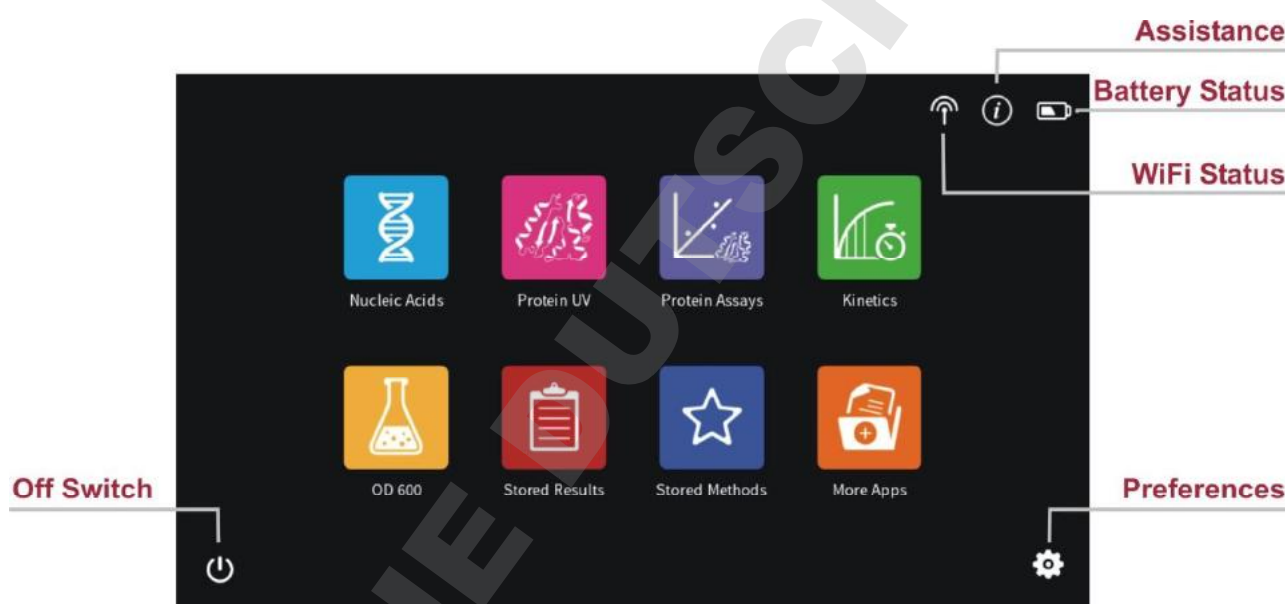 Assistance
Battery Status
WiFi Status
Nucleic Acids
Protein UV
Protein Assays
Kinetics
OD 600
Stored Results
Stored Methods
More Apps
Off Switch
Preferences